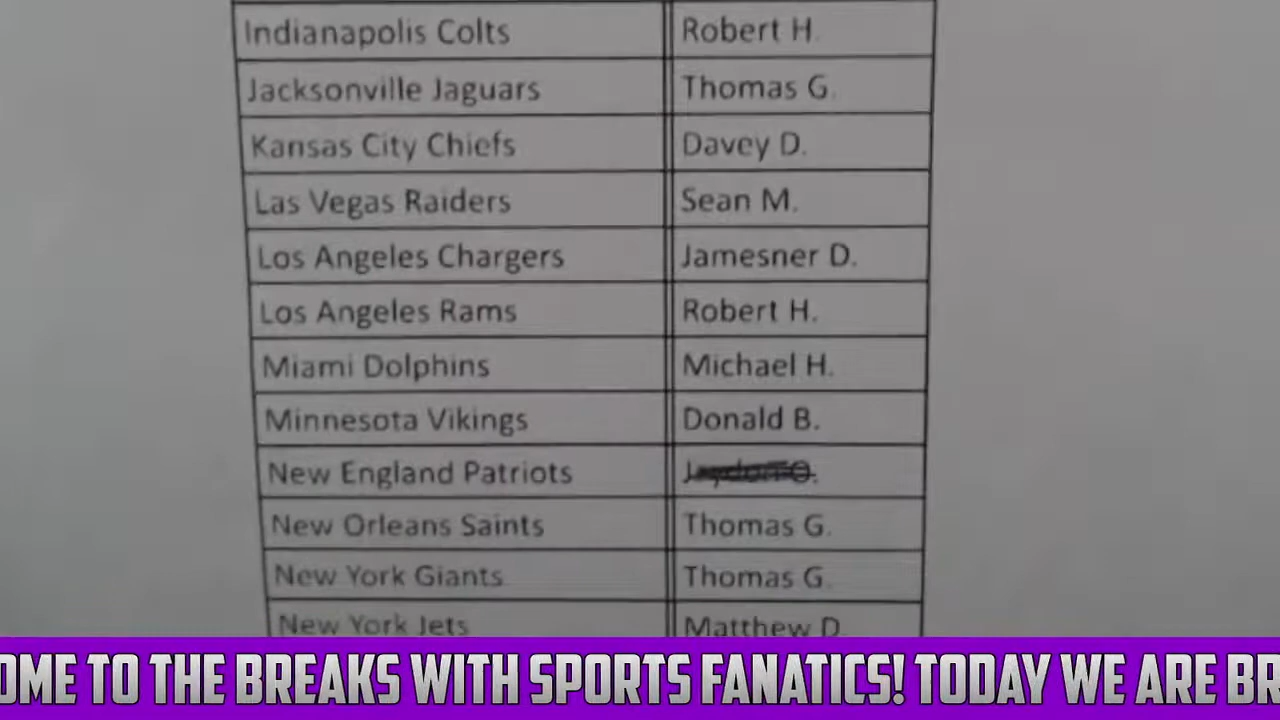 Indianapolis Colts Robert H.
Jacksonville Jaguars Thomas G.
Kansas City Chiefs Davey D.
Las Vegas Raiders Sean M.
Los Angeles Chargers Jamesner D.
Los Angeles Rams Robert H.
Miami Dolphins Michael H.
Minnesota Vikings Donald B.
New England Patriots
New Orleans Saints Thomas G.
New York Giants Thomas G.
New York Jets Matthew D.
OME TO THE BREAKS WITH SPORTS FANATICS! TODAY WE ARE BR